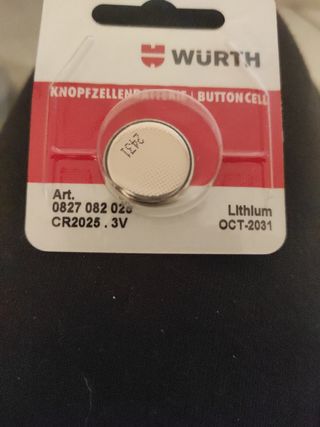 WÜRTH
KNOPFZELLENBATTERIE | BUTTON CELL
2431
Art.
0827 082 025
CR2025 . 3V
Lithium
OCT-2031